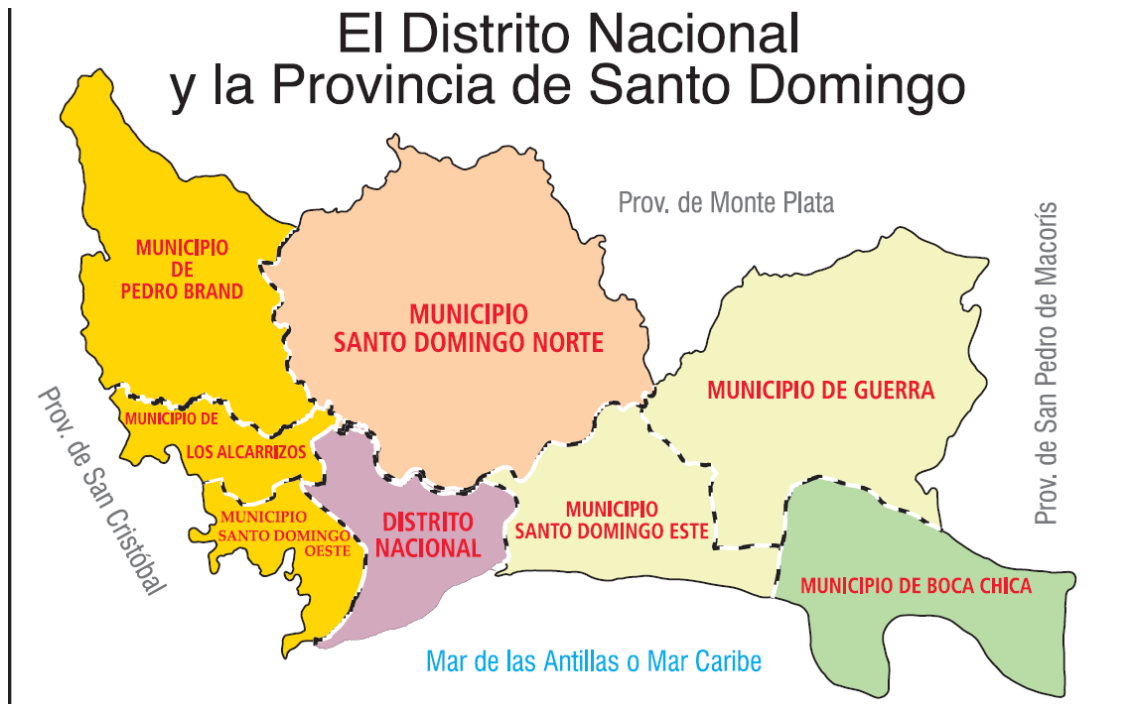 El Distrito Nacional
y la Provincia de Santo Domingo
Prov. de Monte Plata
Prov. de San Pedro de Macorís
MUNICIPIO
DE
PEDRO BRAND
MUNICIPIO
SANTO DOMINGO NORTE
MUNICIPIO DE GUERRA
Prov. de San Cristóbal
MUNICIPIO DE
LOS ALCARRIZOS
MUNICIPIO
SANTO DOMINGO
OESTE
DISTRITO
NACIONAL
MUNICIPIO
SANTO DOMINGO ESTE
MUNICIPIO DE BOCA CHICA
Mar de las Antillas o Mar Caribe